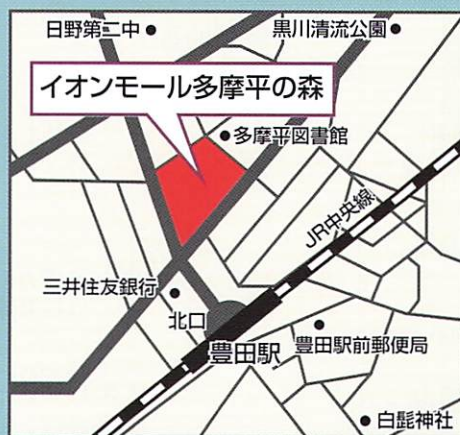 日野第二中
黒川清流公園
イオンモール多摩平の森
多摩平図書館
JR中央線
三井住友銀行
北口
豊田駅
豊田駅前郵便局
白髭神社